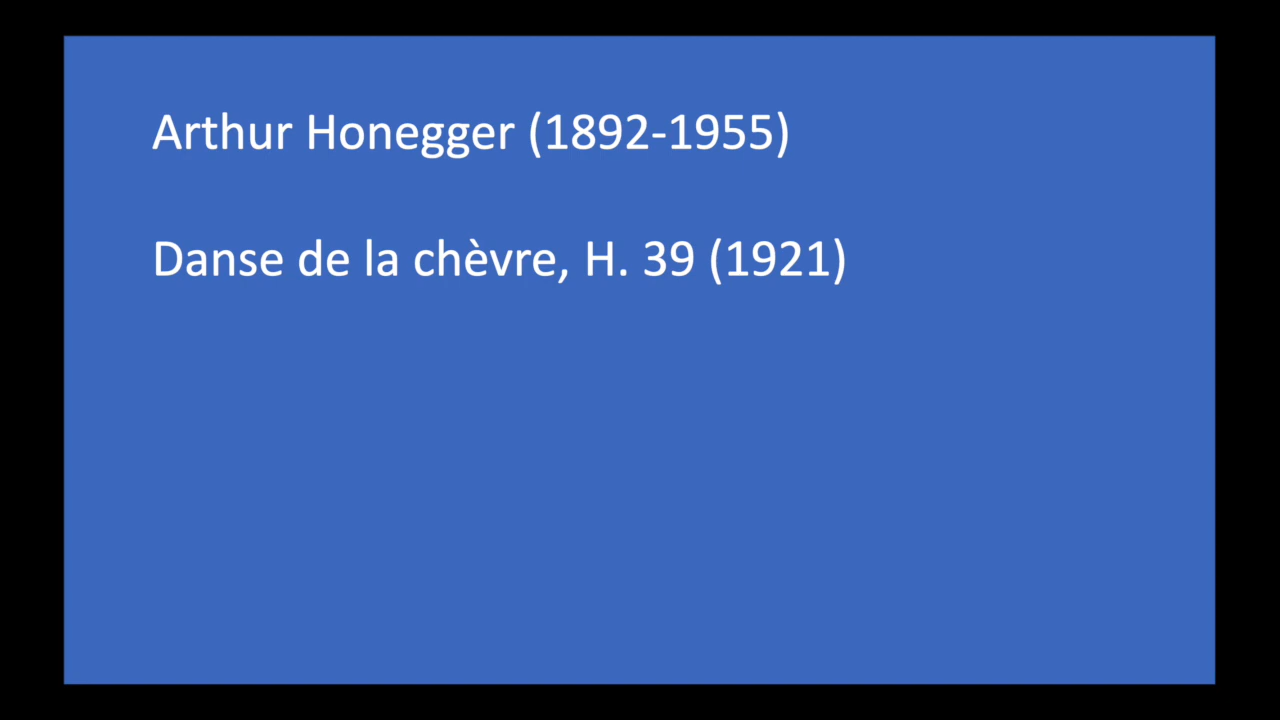 Arthur Honegger (1892-1955)
Danse de la chèvre, H. 39 (1921)